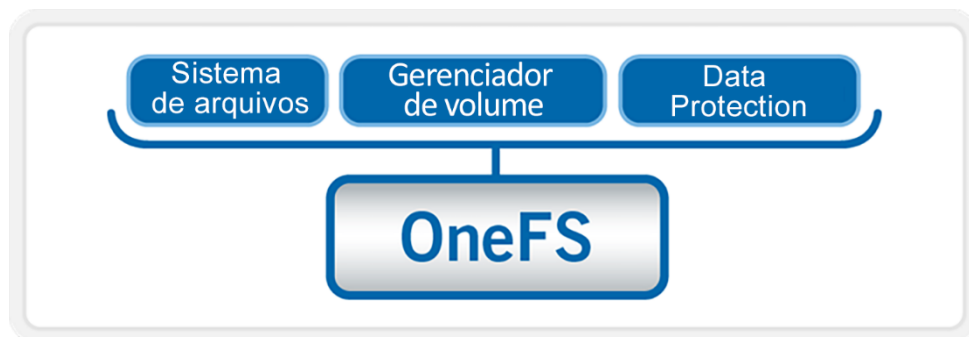 Sistema
de arquivos
Gerenciador
de volume
Data
Protection
OneFS